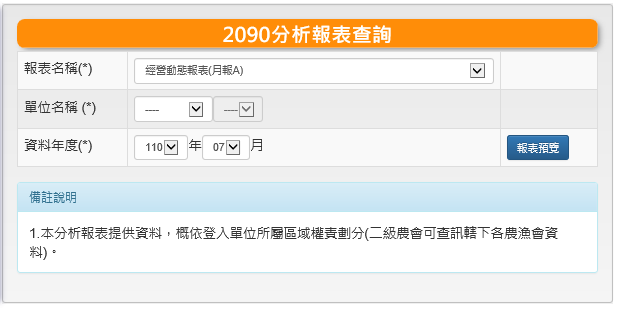 2090分析報表查詢
報表名稱(*) 經營動態報表(月報A)
單位名稱 (*) ---- ----
資料年度(*) 110 年 07 月 報表預覽
備註說明
1.本分析報表提供資料，概依登入單位所屬區域權責劃分(二級農會可查訊轄下各農漁會資
料)。